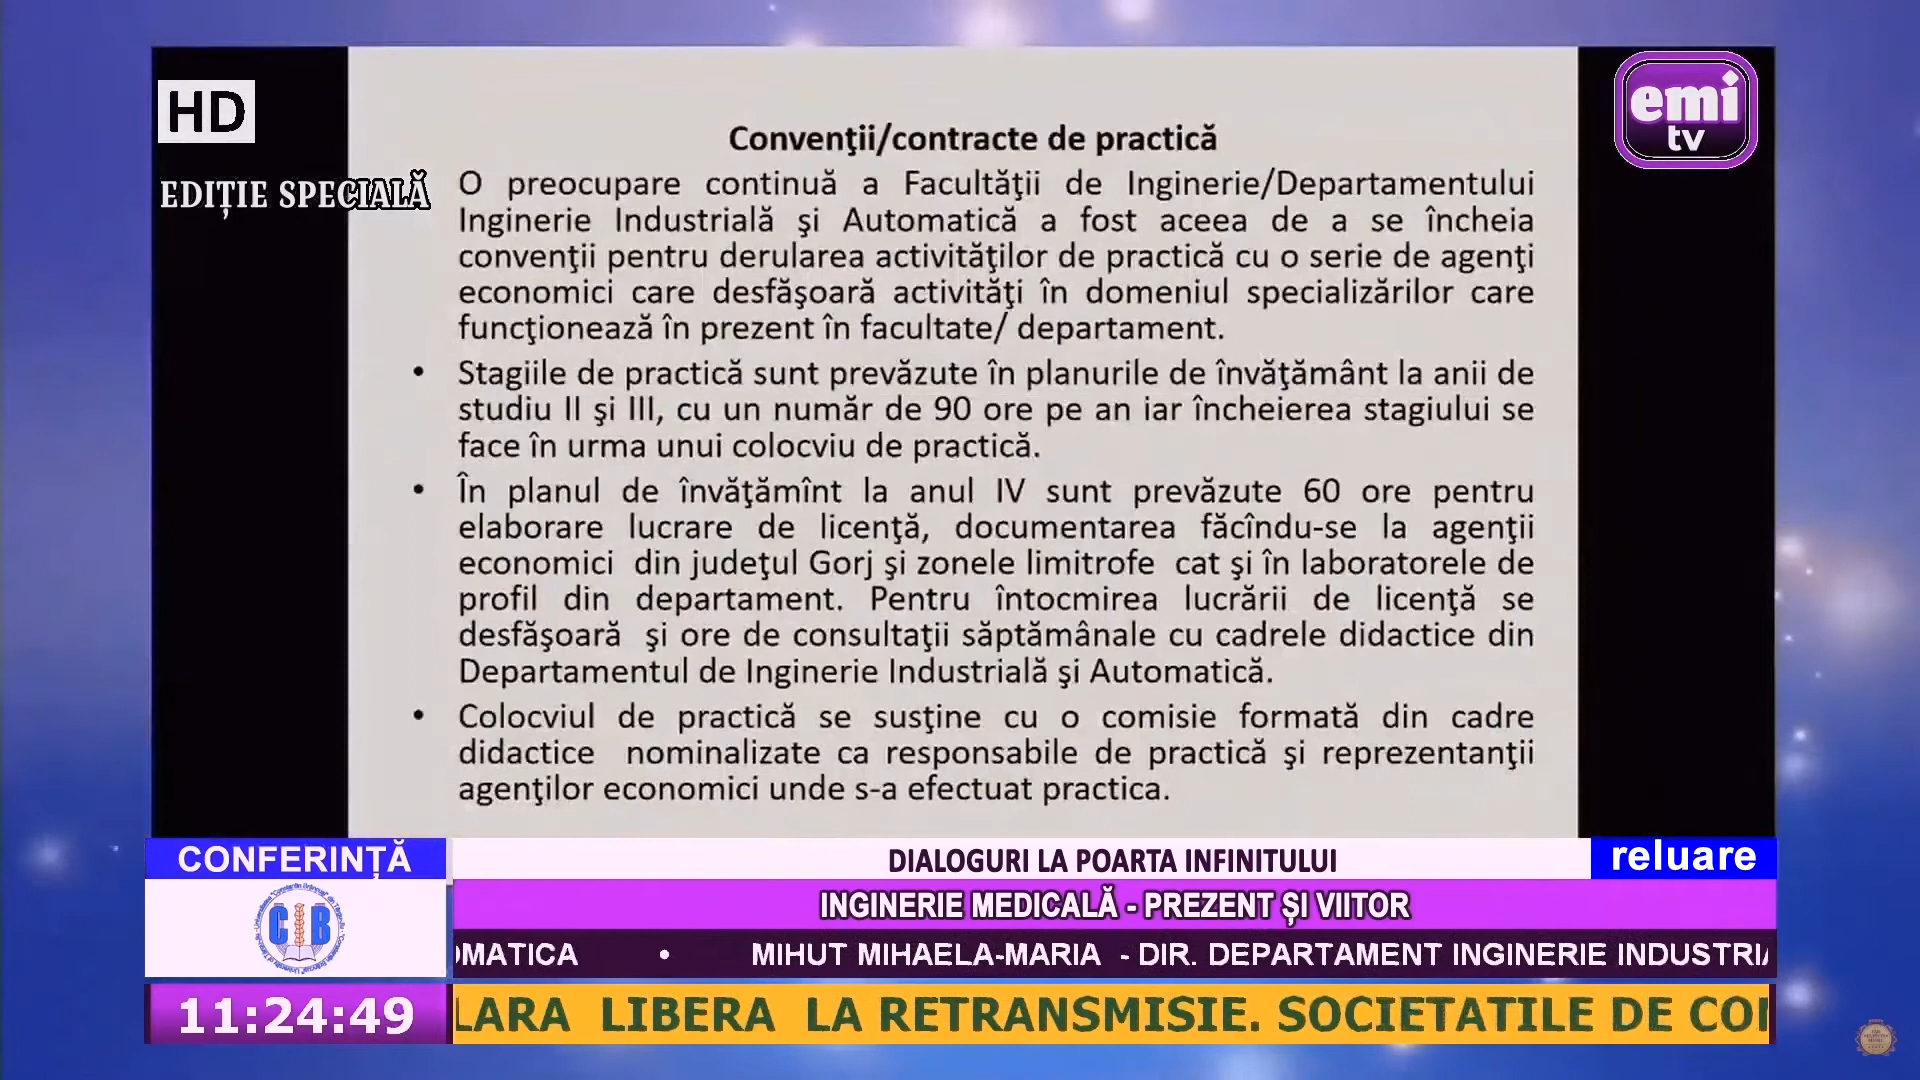 HD
emi
tv
EDIȚIE SPECIALĂ
Convenţii/contracte de practică
O preocupare continuă a Facultăţii de Inginerie/Departamentului
Inginerie Industrială şi Automatică a fost aceea de a se încheia
convenţii pentru derularea activităţilor de practică cu o serie de agenţi
economici care desfăşoară activităţi în domeniul specializărilor care
funcţionează în prezent în facultate/ departament.
• Stagiile de practică sunt prevăzute în planurile de învăţământ la anii de
studiu II şi III, cu un număr de 90 ore pe an iar încheierea stagiului se
face în urma unui colocviu de practică.
• În planul de învăţămînt la anul IV sunt prevăzute 60 ore pentru
elaborare lucrare de licenţă, documentarea făcîndu-se la agenţii
economici din judeţul Gorj şi zonele limitrofe cat şi în laboratorele de
profil din departament. Pentru întocmirea lucrării de licenţă se
desfăşoară şi ore de consultaţii săptămânale cu cadrele didactice din
Departamentul de Inginerie Industrială şi Automatică.
• Colocviul de practică se susţine cu o comisie formată din cadre
didactice nominalizate ca responsabile de practică şi reprezentanţii
agenţilor economici unde s-a efectuat practica.
CONFERINȚĂ
DIALOGURI LA POARTA INFINITULUI
reluare
INGINERIE MEDICALĂ - PREZENT ȘI VIITOR
CIB
OMATICA • MIHUT MIHAELA-MARIA - DIR. DEPARTAMENT INGINERIE INDUSTRIA
11:24:49
LARA LIBERA LA RETRANSMISIE. SOCIETATILE DE CO